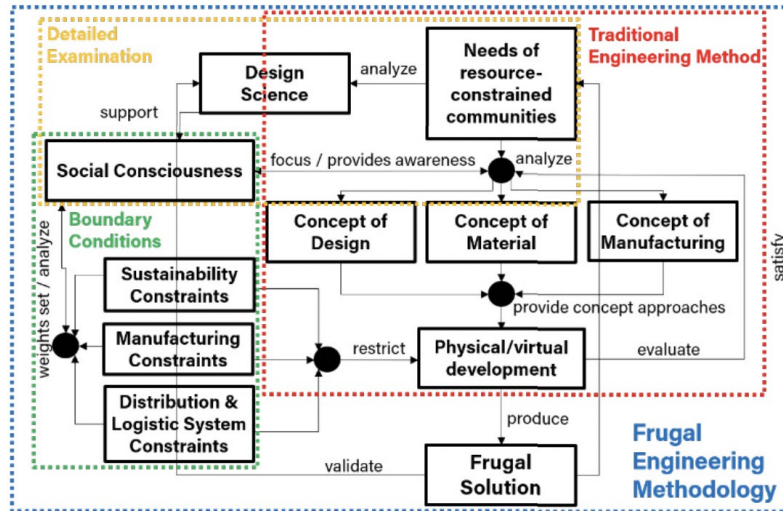 Detailed
Examination
Traditional
Engineering Method
Design
Science
analyze
Needs of
resource-
constrained
communities
support
Social Consciousness
focus / provides awareness
analyze
Boundary
Conditions
Concept of
Design
Concept of
Material
Concept of
Manufacturing
weights set / analyze
Sustainability
Constraints
satisfy
provide concept approaches
Manufacturing
Constraints
restrict
Physical/virtual
development
evaluate
Distribution &
Logistic System
Constraints
produce
validate
Frugal
Solution
Frugal
Engineering
Methodology